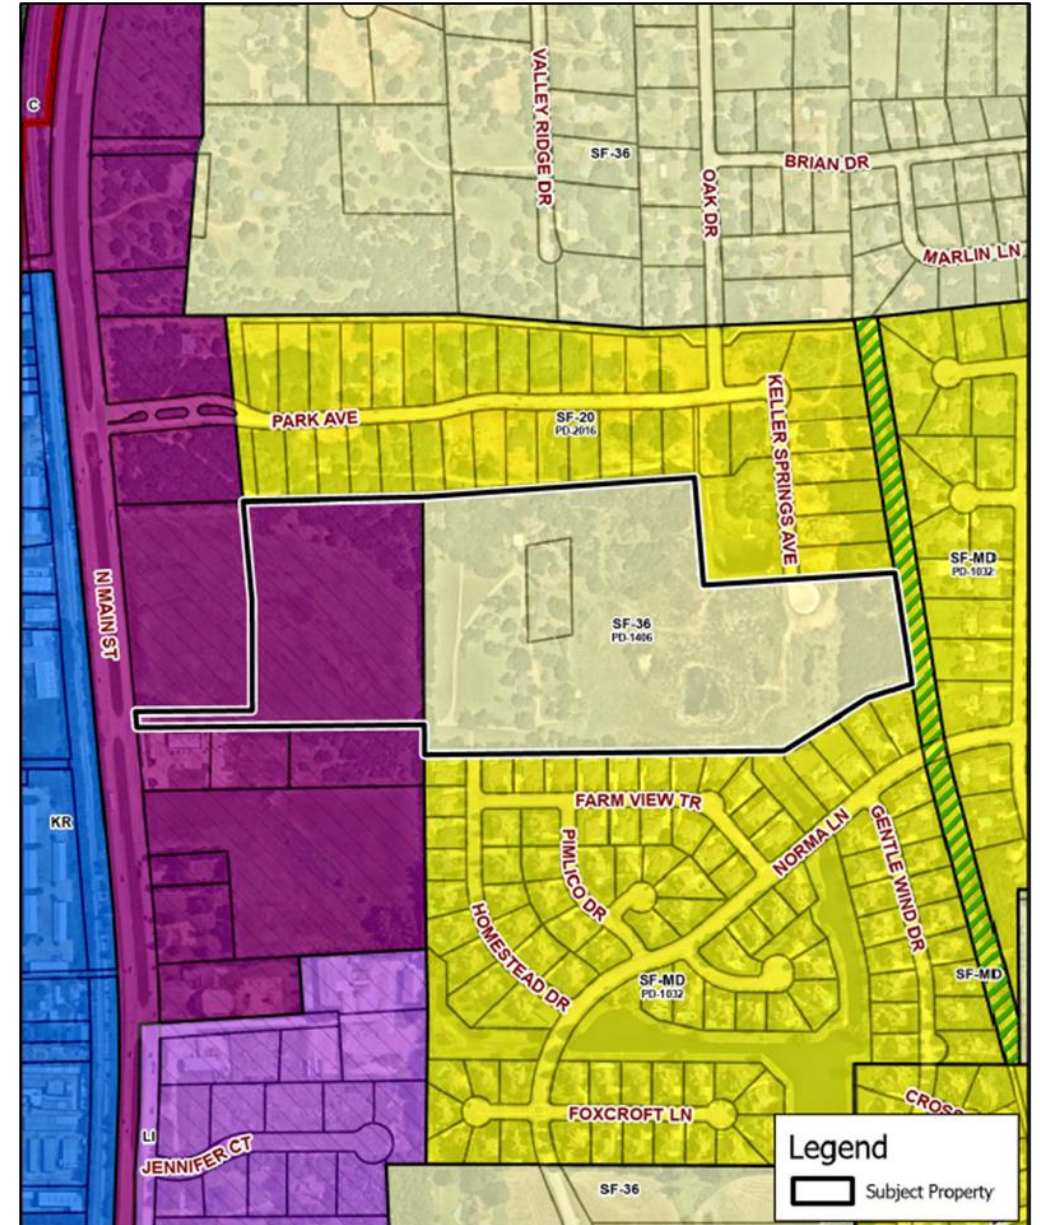 C
VALLEY RIDGE DR
SF-36
OAK DR
BRIAN DR
MARLIN LN
PARK AVE
SF-20
PD-2016
KELLER SPRINGS AVE
SF-MD
PD-1032
N MAIN ST
SF-36
PD-1406
KR
FARM VIEW TR
PIMLICO DR
NORMA LN
GENTLE WIND DR
HOMESTEAD DR
SF-MD
PD-1032
SF-MD
LI
JENNIFER CT
FOXCROFT LN
CROSS
SF-36
Legend
Subject Property